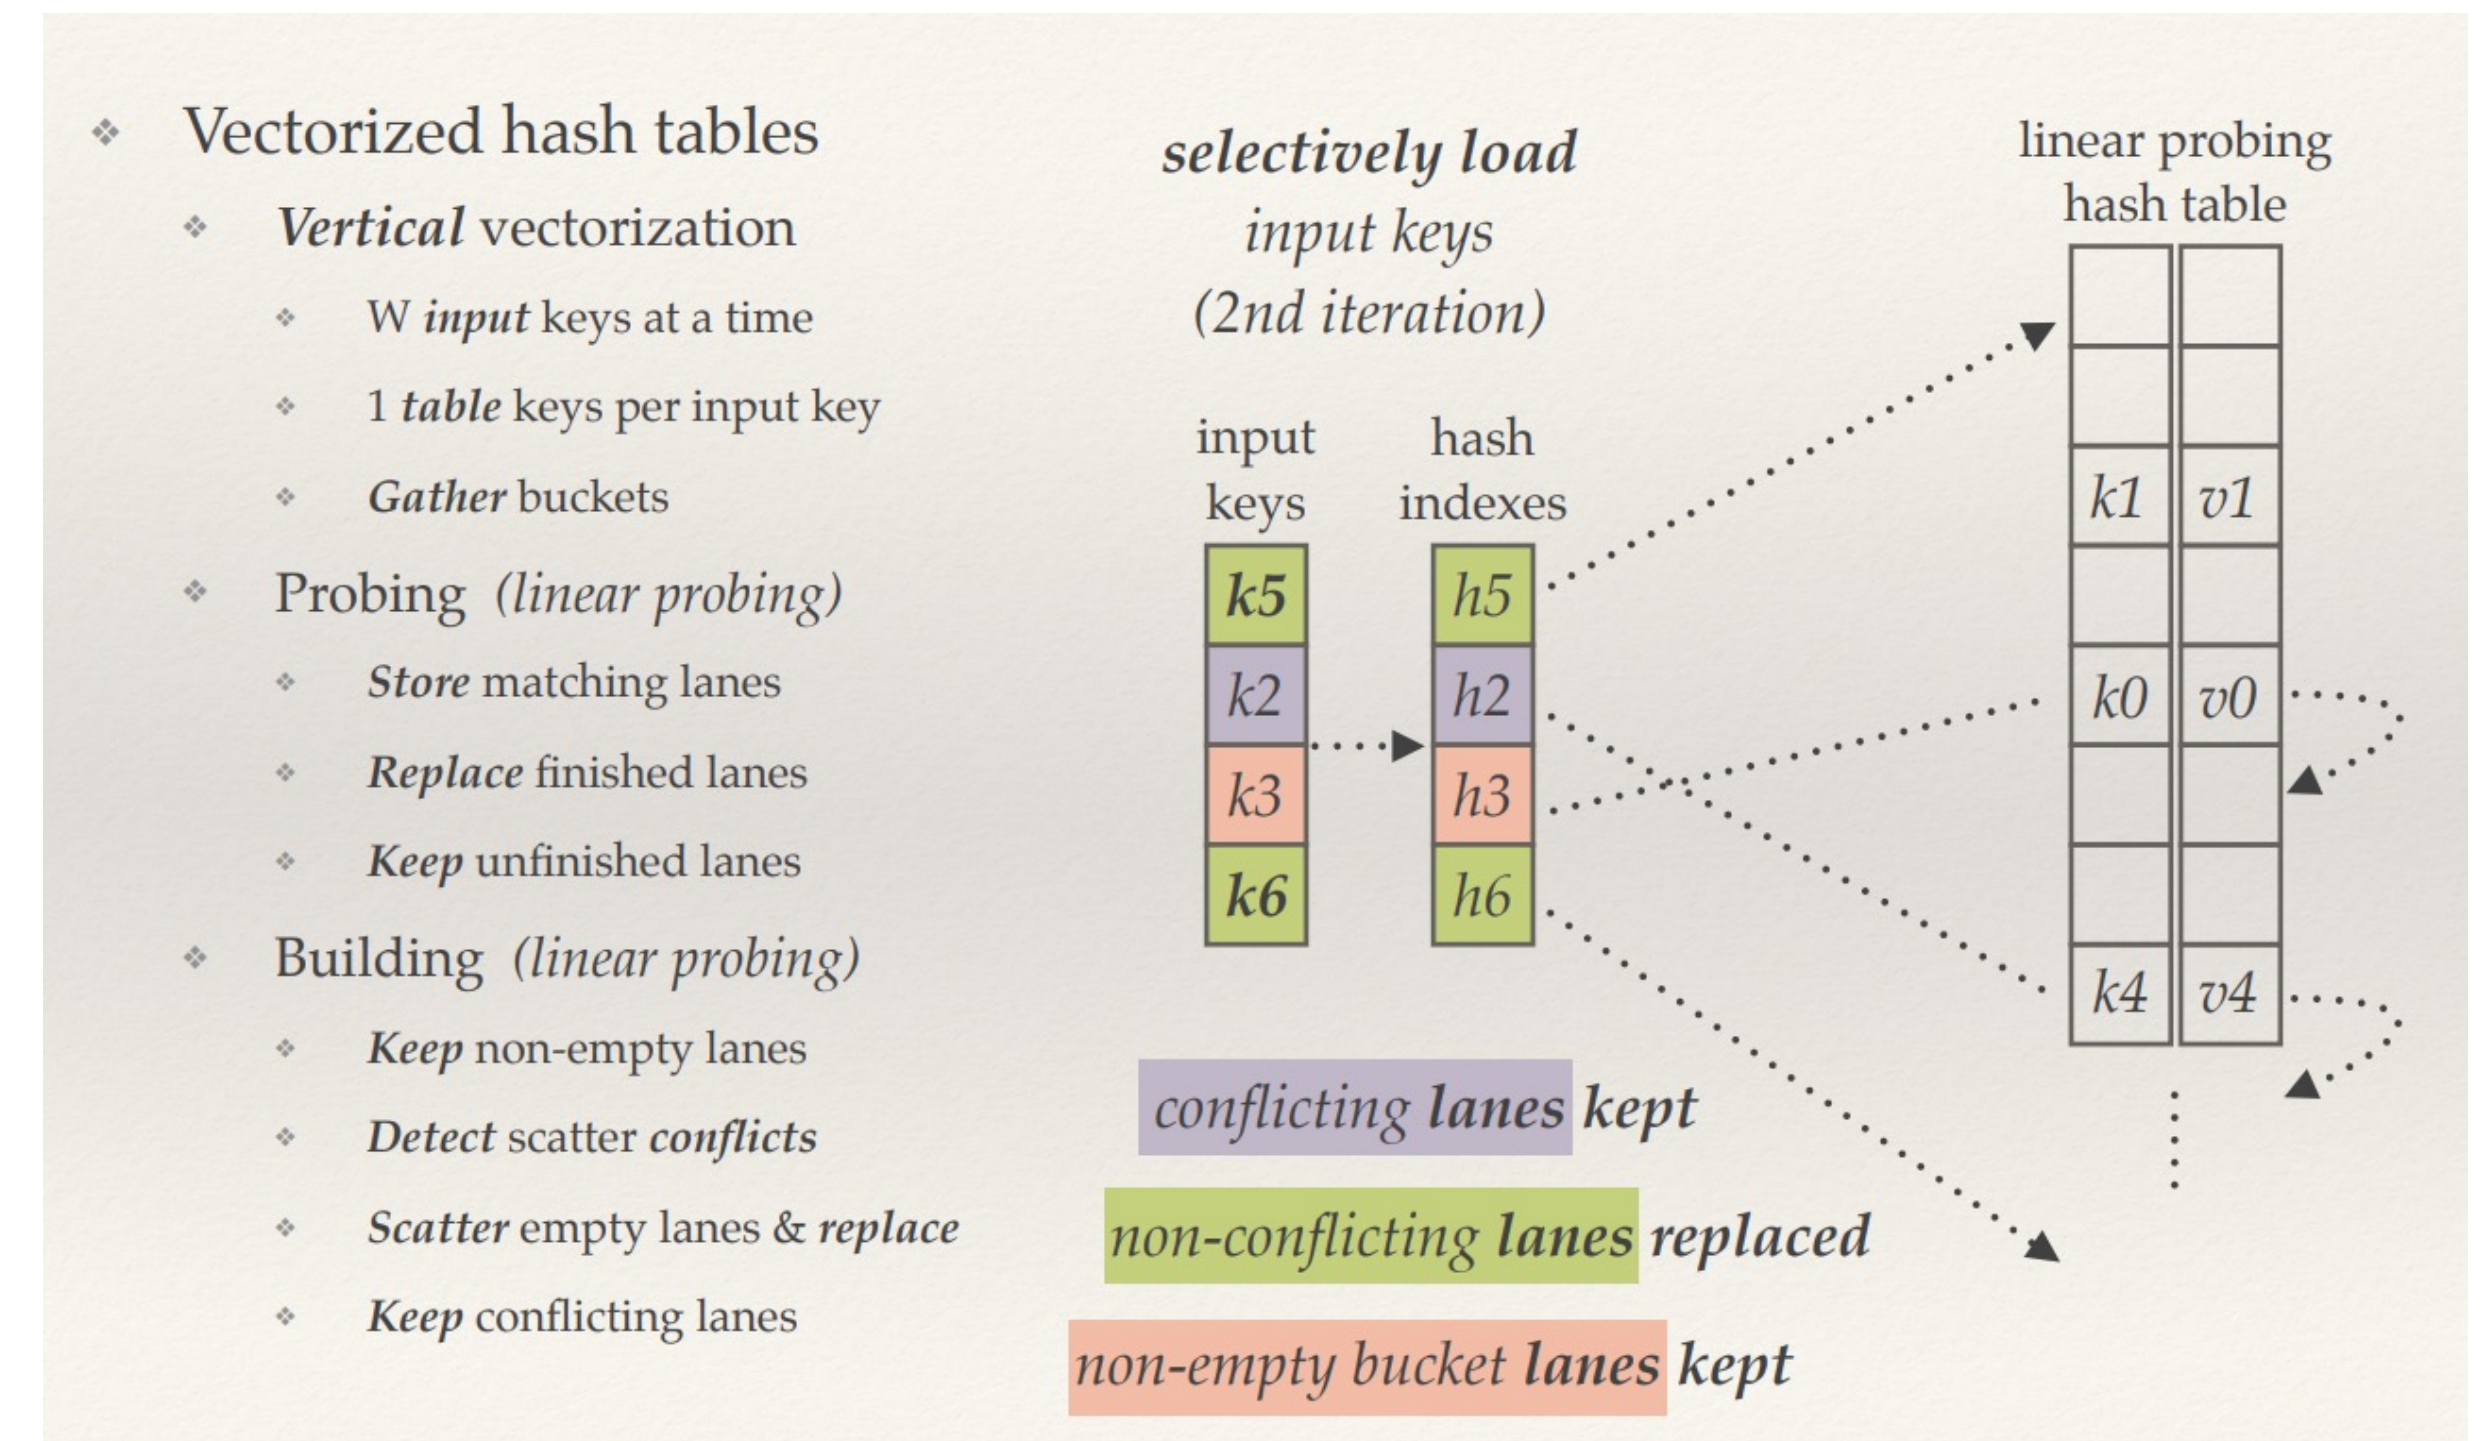 Vectorized hash tables
Vertical vectorization
W input keys at a time
1 table keys per input key
Gather buckets
Probing (linear probing)
Store matching lanes
Replace finished lanes
Keep unfinished lanes
Building (linear probing)
Keep non-empty lanes
Detect scatter conflicts
Scatter empty lanes & replace
Keep conflicting lanes
selectively load
input keys
(2nd iteration)
input
keys
hash
indexes
k5 h5
k2 h2
k3 h3
k6 h6
conflicting lanes kept
non-conflicting lanes replaced
non-empty bucket lanes kept
linear probing
hash table
k1 v1
k0 v0
k4 v4